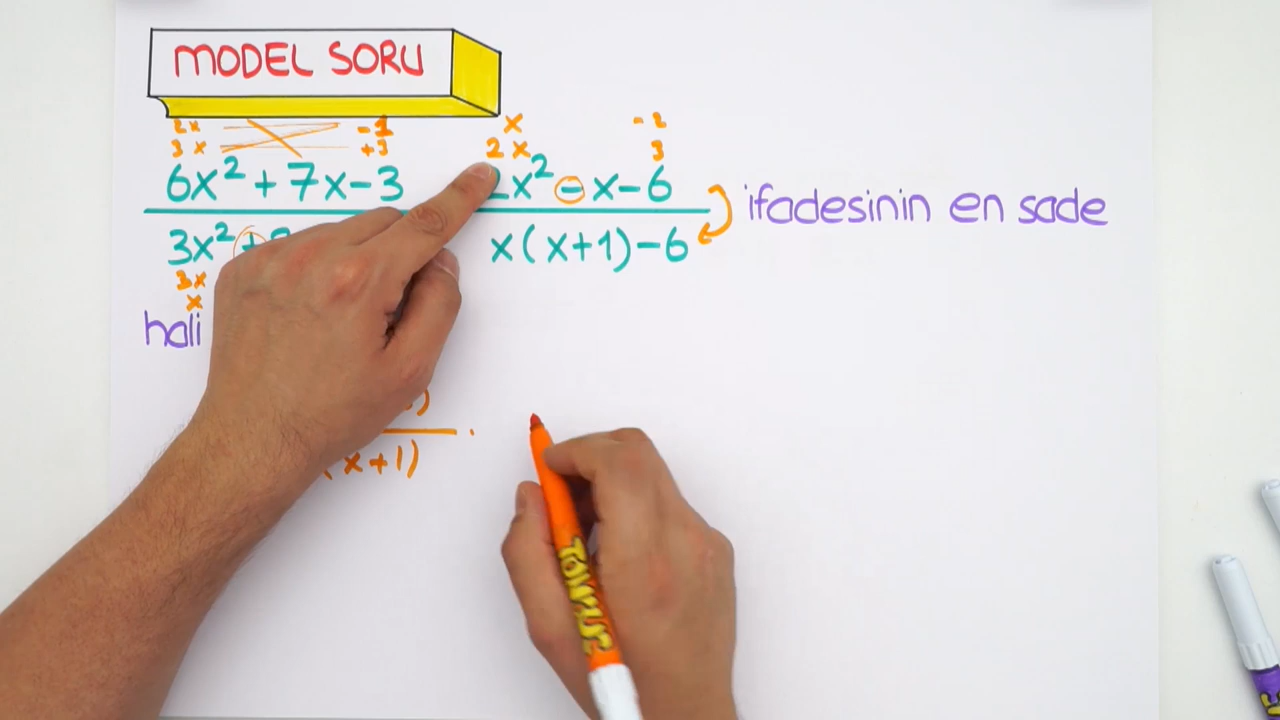 MODEL SORU
2x -1 x -2
3x +3 2x 3
6x² + 7x - 3 2x² - x - 6
ifadesinin en sade
3x² + x(x+1) - 6
3x
x
hali
)
(x+1) .
TOMBUL